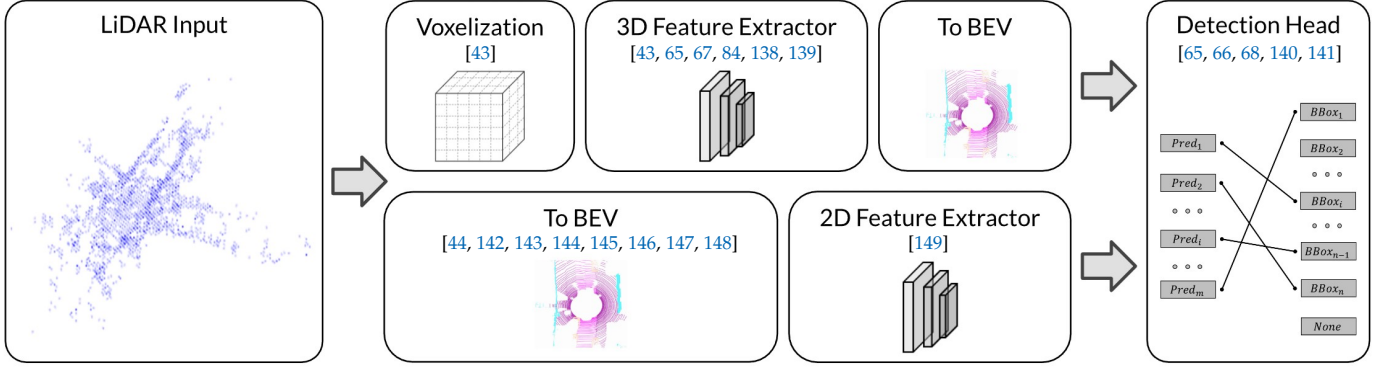 LiDAR Input
Voxelization
[43]
3D Feature Extractor
[43, 65, 67, 84, 138, 139]
To BEV
To BEV
[44, 142, 143, 144, 145, 146, 147, 148]
2D Feature Extractor
[149]
Detection Head
[65, 66, 68, 140, 141]
Pred₁
Pred₂
Predᵢ
Predₘ
BBox₁
BBox₂
BBoxᵢ
BBoxₙ₋₁
BBoxₙ
None